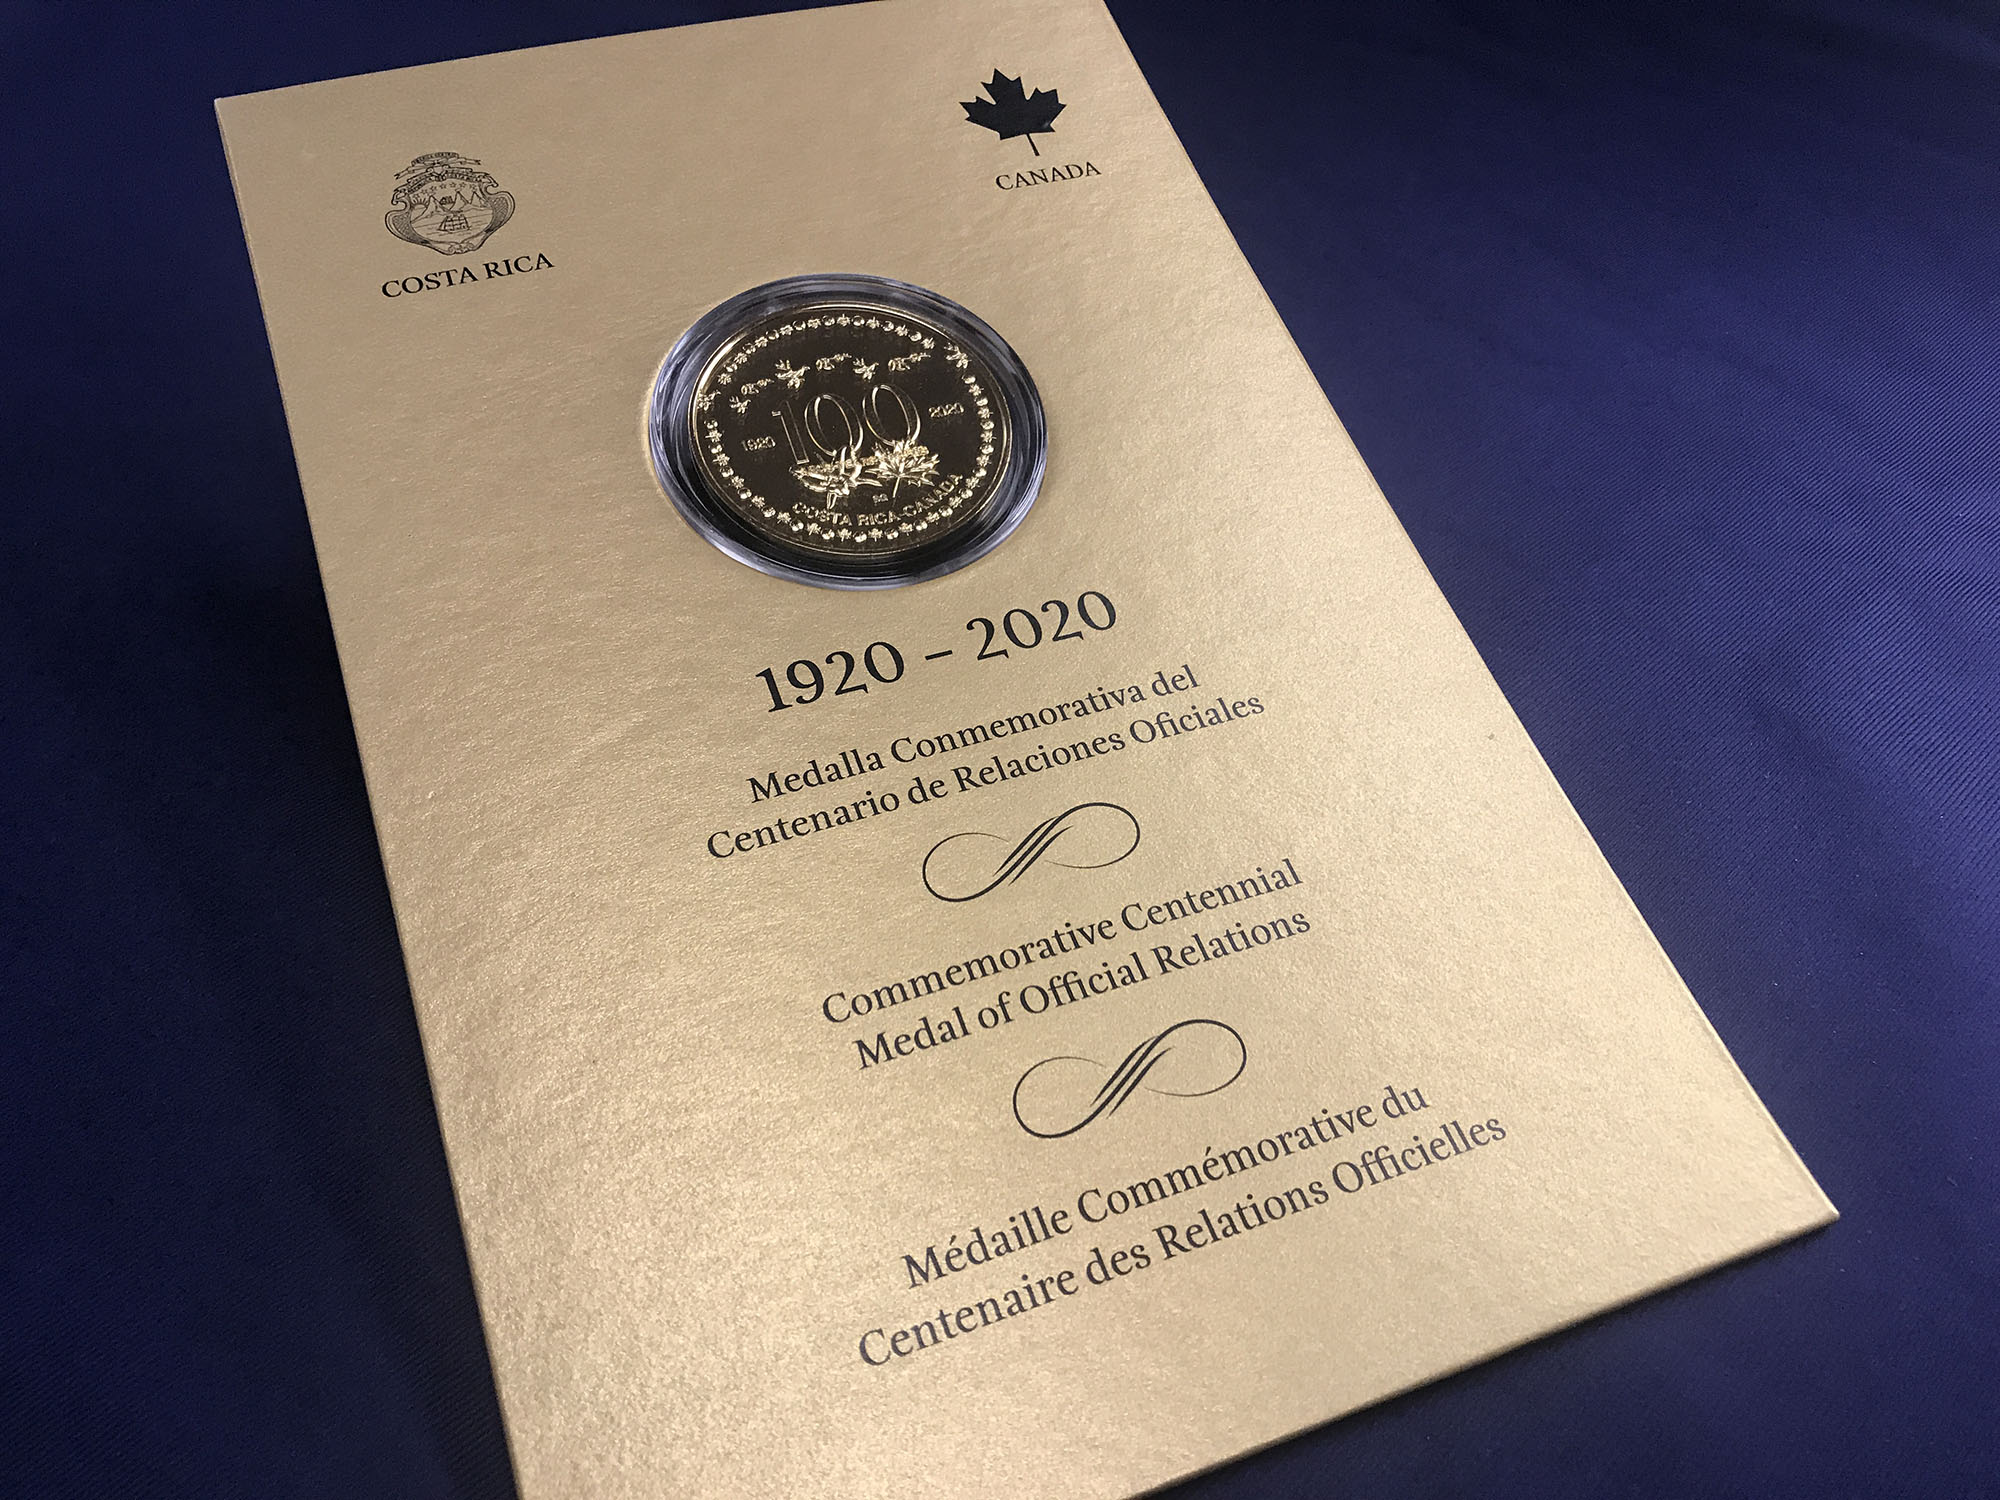 COSTA RICA
CANADA
1920
100
2020
COSTA RICA-CANADA
1920 – 2020
Medalla Conmemorativa del
Centenario de Relaciones Oficiales
Commemorative Centennial
Medal of Official Relations
Médaille Commémorative du
Centenaire des Relations Officielles